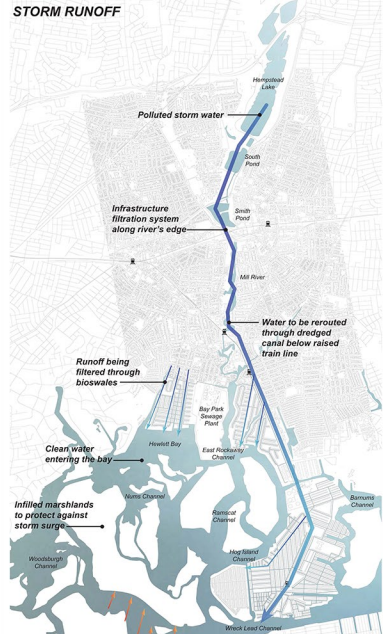 STORM RUNOFF
Hempstead
Lake
Polluted storm water
South
Pond
Infrastructure
filtration system
along river's edge
Smith
Pond
Mill River
Water to be rerouted
through dredged
canal below raised
train line
Runoff being
filtered through
bioswales
Bay Park
Sewage
Plant
Hewlett Bay
East Rockaway
Channel
Clean water
entering the bay
Nums Channel
Barnums
Channel
Infilled marshlands
to protect against
storm surge
Ramscat
Channel
Hog Island
Channel
Woodsburgh
Channel
Wreck Lead Channel